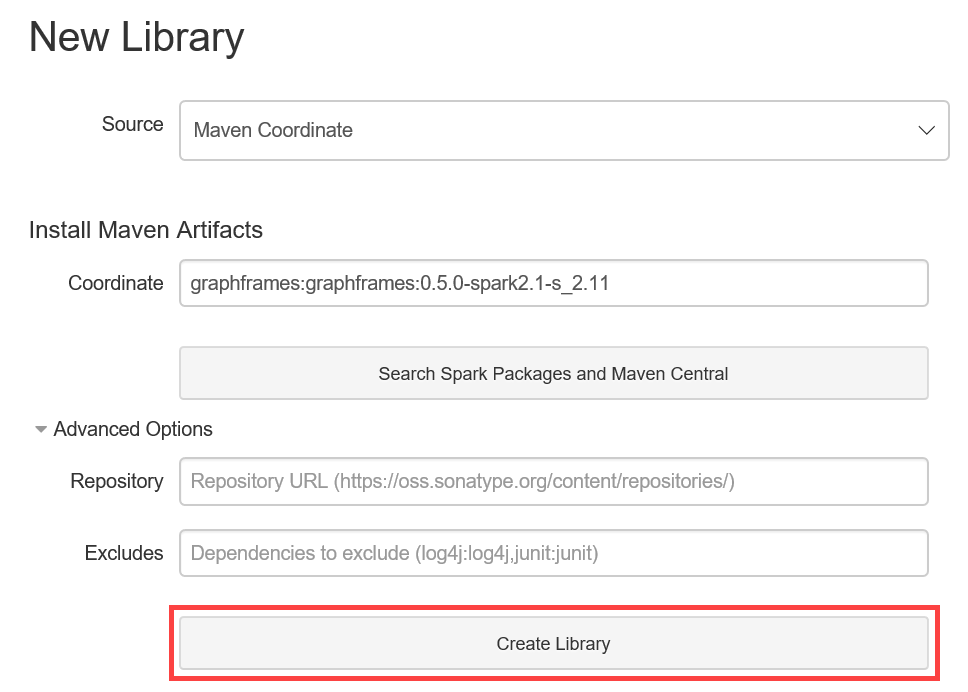 New Library
Source
Maven Coordinate
Install Maven Artifacts
Coordinate
graphframes:graphframes:0.5.0-spark2.1-s_2.11
Search Spark Packages and Maven Central
Advanced Options
Repository
Repository URL (https://oss.sonatype.org/content/repositories/)
Excludes
Dependencies to exclude (log4j:log4j,junit:junit)
Create Library